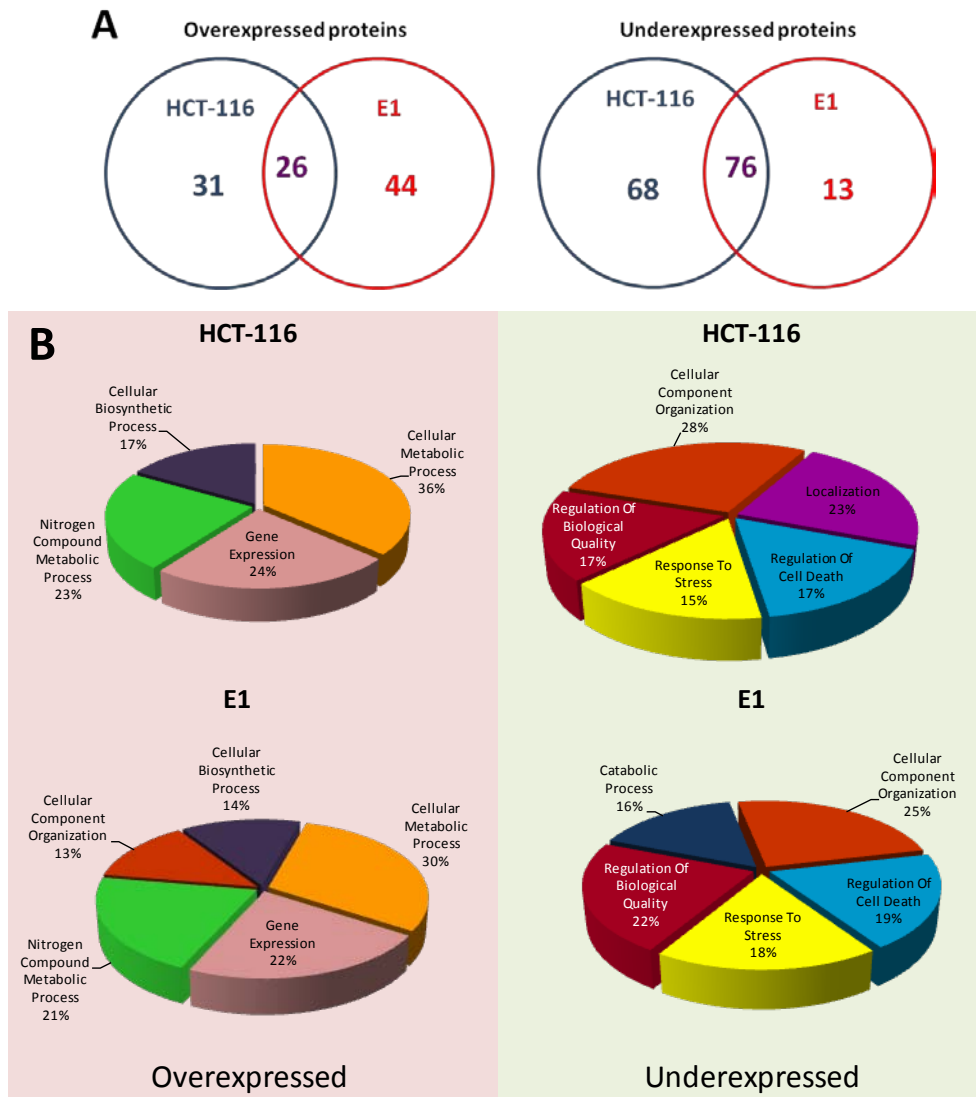 A
Overexpressed proteins
HCT-116
E1
31
26
44
Underexpressed proteins
HCT-116
E1
68
76
13
B
HCT-116
Cellular
Biosynthetic
Process
17%
Cellular
Metabolic
Process
36%
Nitrogen
Compound
Metabolic
Process
23%
Gene
Expression
24%
HCT-116
Cellular
Component
Organization
28%
Localization
23%
Regulation Of
Biological
Quality
17%
Response To
Stress
15%
Regulation Of
Cell Death
17%
E1
Cellular
Biosynthetic
Process
14%
Cellular
Component
Organization
13%
Cellular
Metabolic
Process
30%
Nitrogen
Compound
Metabolic
Process
21%
Gene
Expression
22%
Overexpressed
E1
Catabolic
Process
16%
Cellular
Component
Organization
25%
Regulation Of
Biological
Quality
22%
Regulation Of
Cell Death
19%
Response To
Stress
18%
Underexpressed